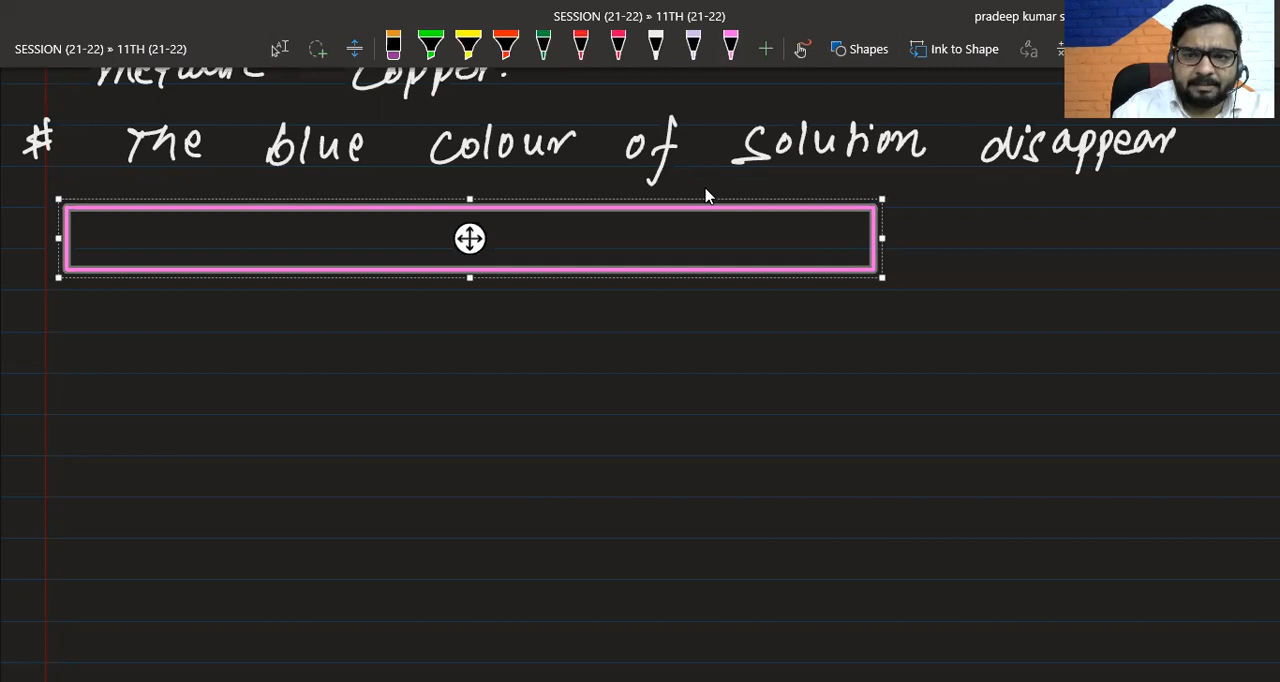 SESSION (21-22) » 11TH (21-22)
pradeep kumar s
SESSION (21-22) » 11TH (21-22)
Shapes
Ink to Shape
Copper.
# The blue colour of solution disappear